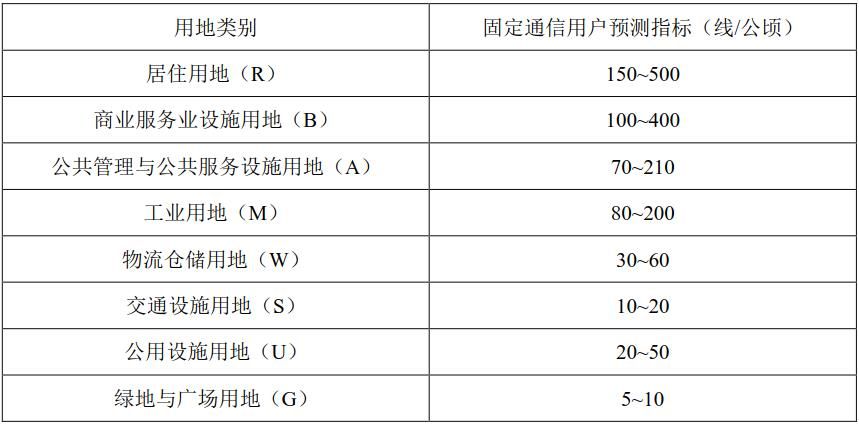 用地类别 固定通信用户预测指标（线/公顷）
居住用地（R） 150~500
商业服务业设施用地（B） 100~400
公共管理与公共服务设施用地（A） 70~210
工业用地（M） 80~200
物流仓储用地（W） 30~60
交通设施用地（S） 10~20
公用设施用地（U） 20~50
绿地与广场用地（G） 5~10